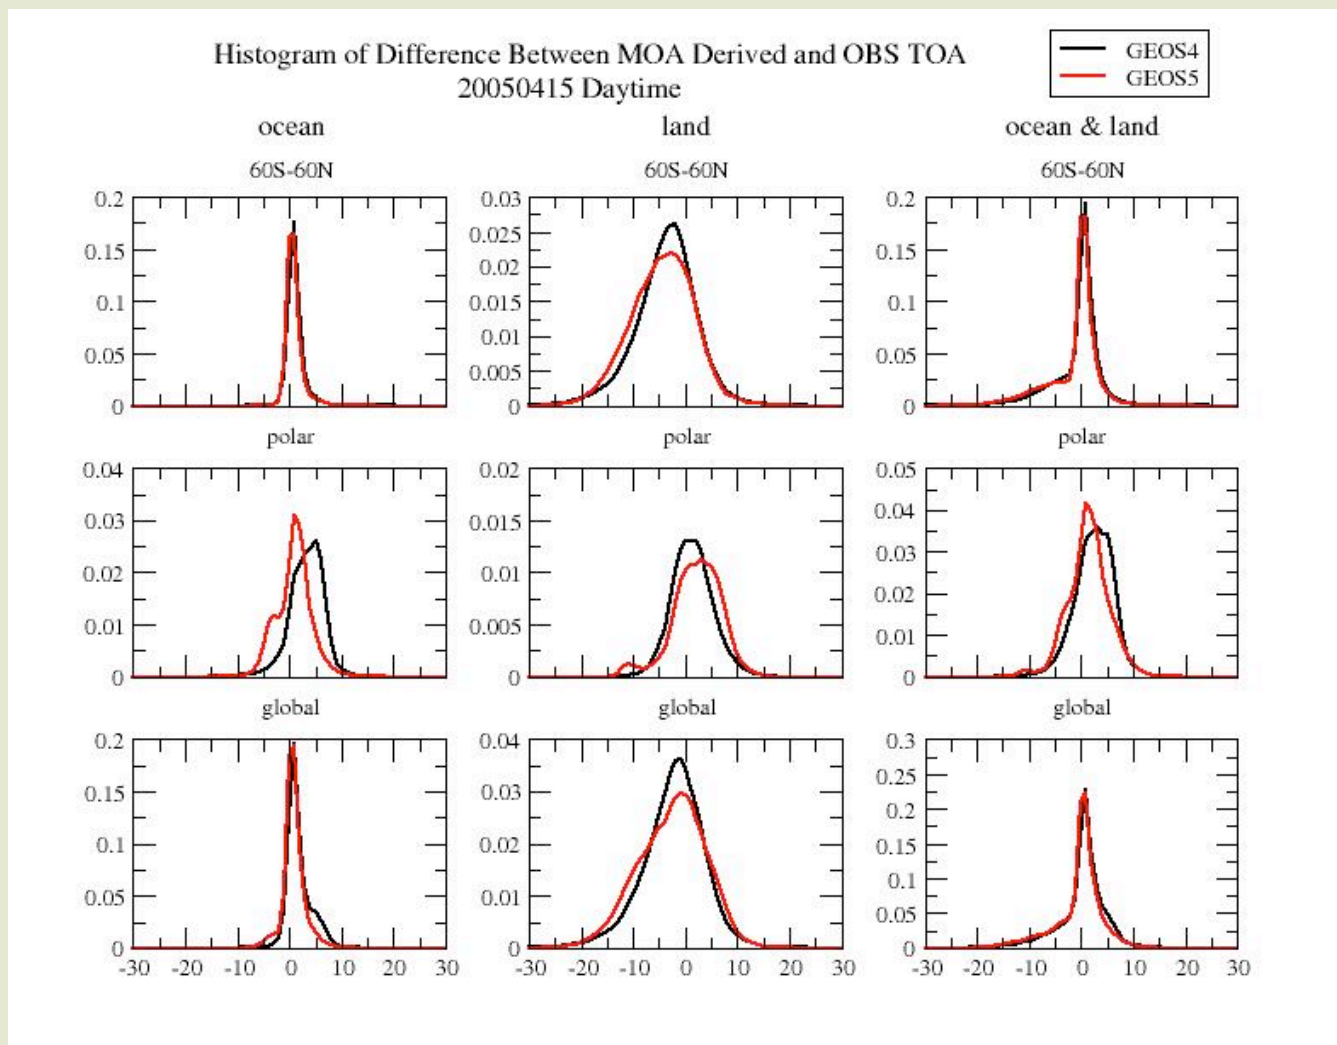 Histogram of Difference Between MOA Derived and OBS TOA
20050415 Daytime
GEOS4
GEOS5
ocean
land
ocean & land
60S-60N
60S-60N
60S-60N
0.2
0.15
0.1
0.05
0
0.03
0.025
0.02
0.015
0.01
0.005
0
0.2
0.15
0.1
0.05
0
polar
polar
polar
0.04
0.03
0.02
0.01
0
0.02
0.015
0.01
0.005
0
0.05
0.04
0.03
0.02
0.01
0
global
global
global
0.2
0.15
0.1
0.05
0
0.04
0.03
0.02
0.01
0
0.3
0.25
0.2
0.15
0.1
0.05
0
-30 -20 -10 0 10 20 30
-30 -20 -10 0 10 20 30
-30 -20 -10 0 10 20 30